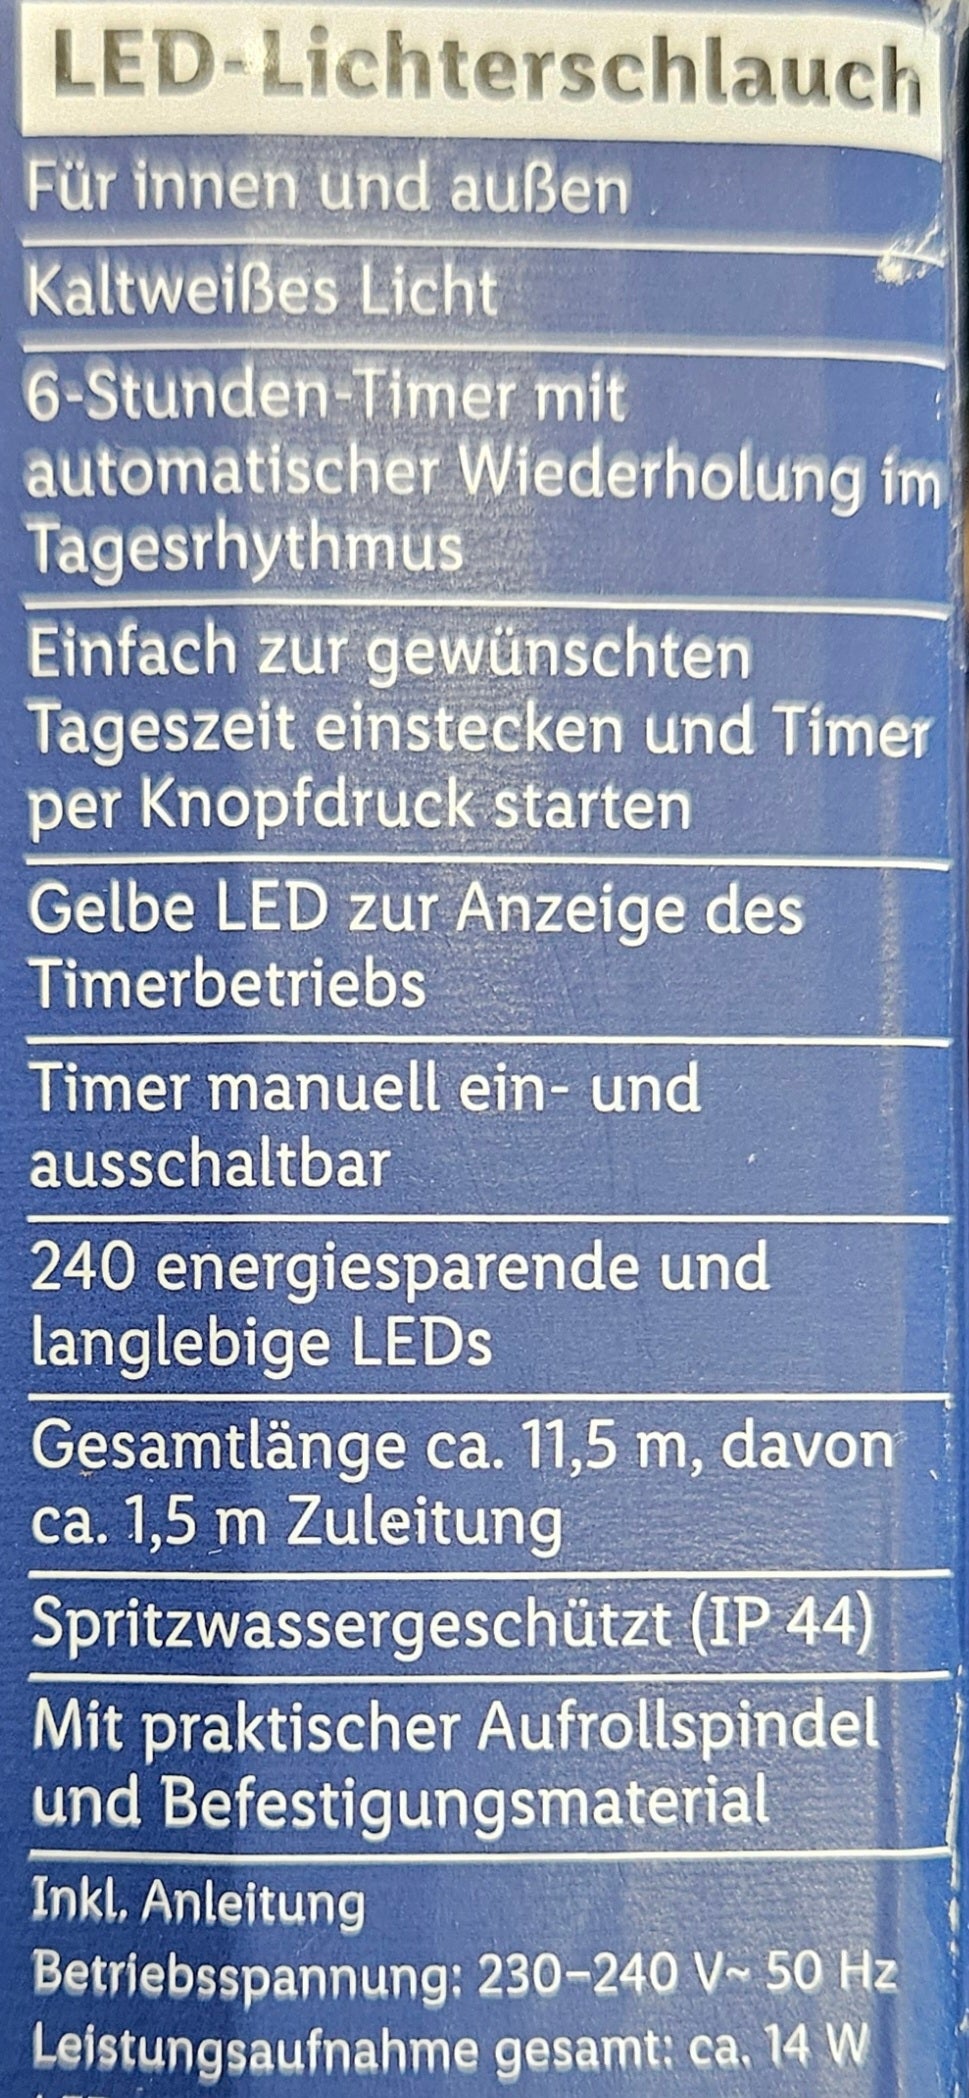 LED-Lichterschlauch
Für innen und außen
Kaltweißes Licht
6-Stunden-Timer mit
automatischer Wiederholung im
Tagesrhythmus
Einfach zur gewünschten
Tageszeit einstecken und Timer
per Knopfdruck starten
Gelbe LED zur Anzeige des
Timerbetriebs
Timer manuell ein- und
ausschaltbar
240 energiesparende und
langlebige LEDs
Gesamtlänge ca. 11,5 m, davon
ca. 1,5 m Zuleitung
Spritzwassergeschützt (IP 44)
Mit praktischer Aufrollspindel
und Befestigungsmaterial
Inkl. Anleitung
Betriebsspannung: 230–240 V~ 50 Hz
Leistungsaufnahme gesamt: ca. 14 W